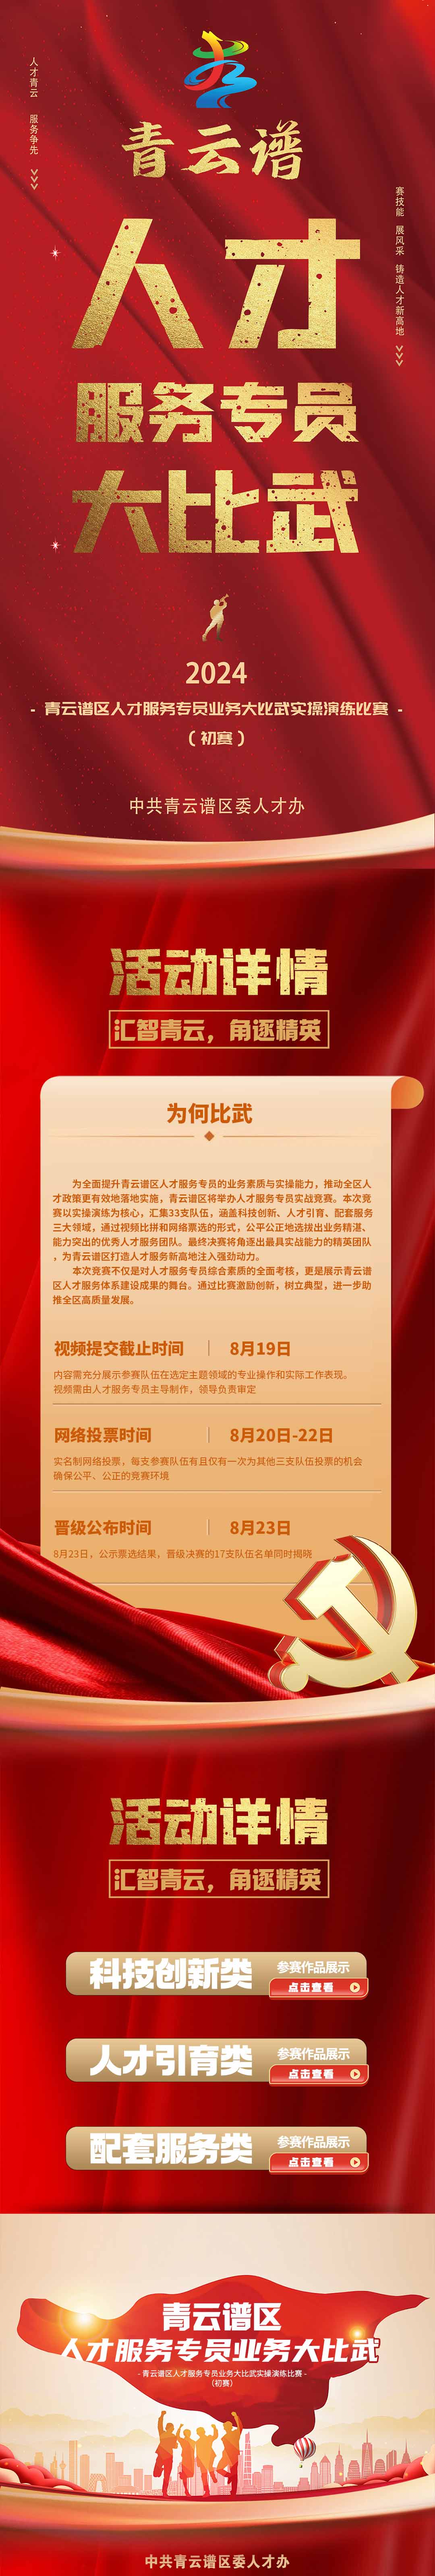 人才青云 服务争先
青云谱
赛技能 展风采 铸造人才新高地
人才
服务专员
大比武
2024
- 青云谱区人才服务专员业务大比武实操演练比赛 -
（初赛）
中共青云谱区委人才办
活动详情
汇智青云，角逐精英
为何比武
为全面提升青云谱区人才服务专员的业务素质与实操能力，推动全区人
才政策更有效地落地实施，青云谱区将举办人才服务专员实战竞赛。本次竞
赛以实操演练为核心，汇集33支队伍，涵盖科技创新、人才引育、配套服务
三大领域，通过视频比拼和网络票选的形式，公平公正地选拔出业务精湛、
能力突出的优秀人才服务团队。最终决赛将角逐出最具实战能力的精英团队
，为青云谱区打造人才服务新高地注入强劲动力。
本次竞赛不仅是对人才服务专员综合素质的全面考核，更是展示青云谱
区人才服务体系建设成果的舞台。通过比赛激励创新，树立典型，进一步助
推全区高质量发展。
视频提交截止时间 | 8月19日
内容需充分展示参赛队伍在选定主题领域的专业操作和实际工作表现。
视频需由人才服务专员主导制作，领导负责审定
网络投票时间 | 8月20日-22日
实名制网络投票，每支参赛队伍有且仅有一次为其他三支队伍投票的机会
确保公平、公正的竞赛环境
晋级公布时间 | 8月23日
8月23日，公示票选结果，晋级决赛的17支队伍名单同时揭晓
活动详情
汇智青云，角逐精英
科技创新类
参赛作品展示
点击查看
人才引育类
参赛作品展示
点击查看
配套服务类
参赛作品展示
点击查看
青云谱区
人才服务专员业务大比武
- 青云谱区人才服务专员业务大比武实操演练比赛 -
（初赛）
中共青云谱区委人才办